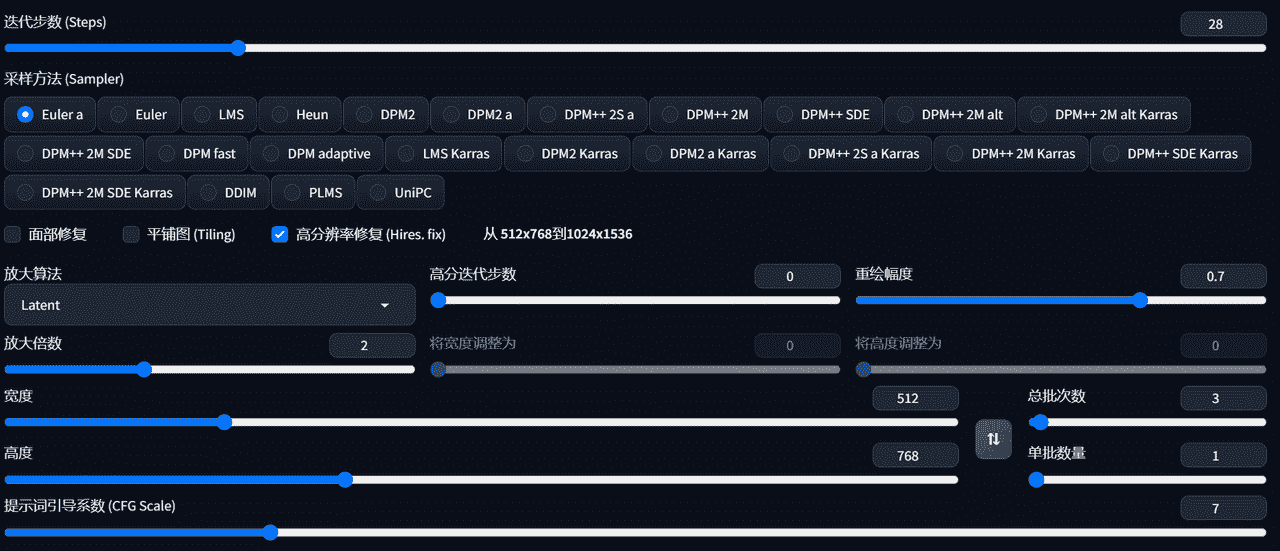 迭代步数 (Steps) 28
采样方法 (Sampler)
Euler a Euler LMS Heun DPM2 DPM2 a DPM++ 2S a DPM++ 2M DPM++ SDE DPM++ 2M alt DPM++ 2M alt Karras
DPM++ 2M SDE DPM fast DPM adaptive LMS Karras DPM2 Karras DPM2 a Karras DPM++ 2S a Karras DPM++ 2M Karras DPM++ SDE Karras
DPM++ 2M SDE Karras DDIM PLMS UniPC
面部修复 平铺图 (Tiling) 高分辨率修复 (Hires. fix) 从 512x768到1024x1536
放大算法 高分迭代步数 0 重绘幅度 0.7
Latent
放大倍数 2 将宽度调整为 0 将高度调整为 0
宽度 512 总批次数 3
高度 768 单批数量 1
提示词引导系数 (CFG Scale) 7